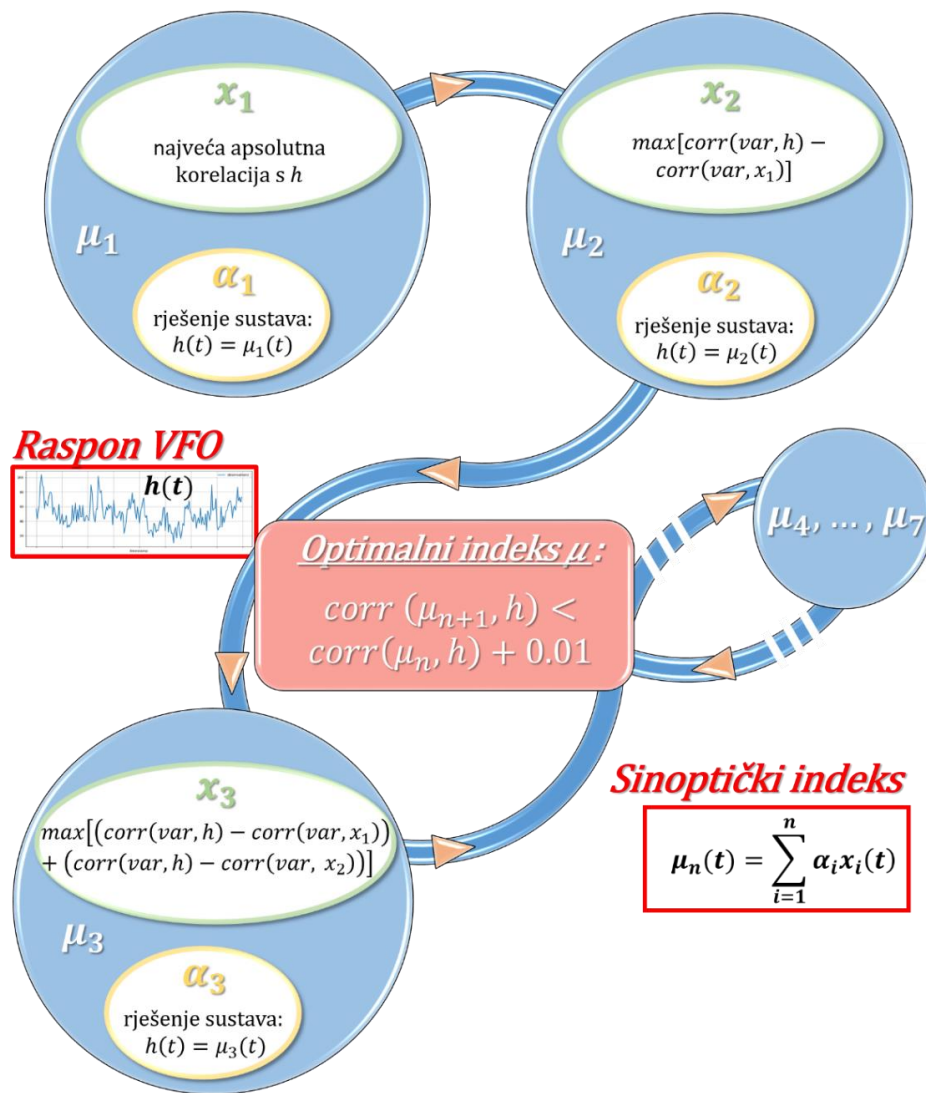 x₁
najveća apsolutna
korelacija s h
μ₁
α₁
rješenje sustava:
h(t) = μ₁(t)
x₂
max[corr(var, h) −
corr(var, x₁)]
μ₂
α₂
rješenje sustava:
h(t) = μ₂(t)
Raspon VFO
h(t)
Optimalni indeks μ:
corr (μₙ₊₁, h) <
corr(μₙ, h) + 0.01
μ₄, … , μ₇
x₃
max[(corr(var, h) − corr(var, x₁))
+ (corr(var, h) − corr(var, x₂))]
μ₃
α₃
rješenje sustava:
h(t) = μ₃(t)
Sinoptički indeks
μₙ(t) = ∑ⁿᵢ₌₁ αᵢxᵢ(t)